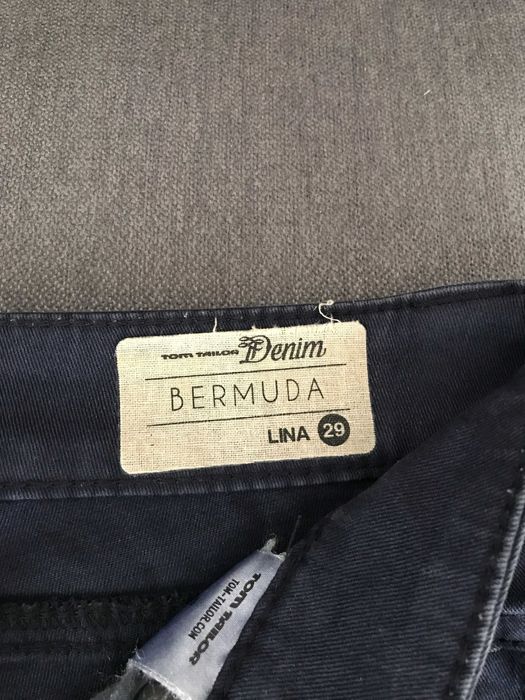 TOM TAILOR Denim
BERMUDA
LINA 29
TOM TAILOR
TOM-TAILOR.COM